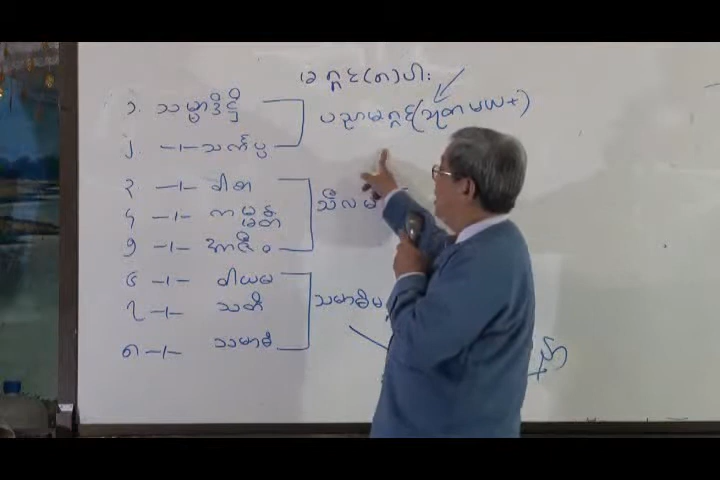 မဂ္ဂင်(၈)ပါး
၁. သမ္မာဒိဋ္ဌိ
ပညာမဂ္ဂင်(သုတမယ+)
၂. -၊- သင်္ကပ္ပ
၃ -၊- ဝါစာ
သီလမ
၄ -၊- ကမ္မန္တ
၅ -၊- အာဇီဝ
၆ -၊- ဝါယမ
၇ -၊- သတိ
သမာဓိမ
၈ -၊- သမာဓိ